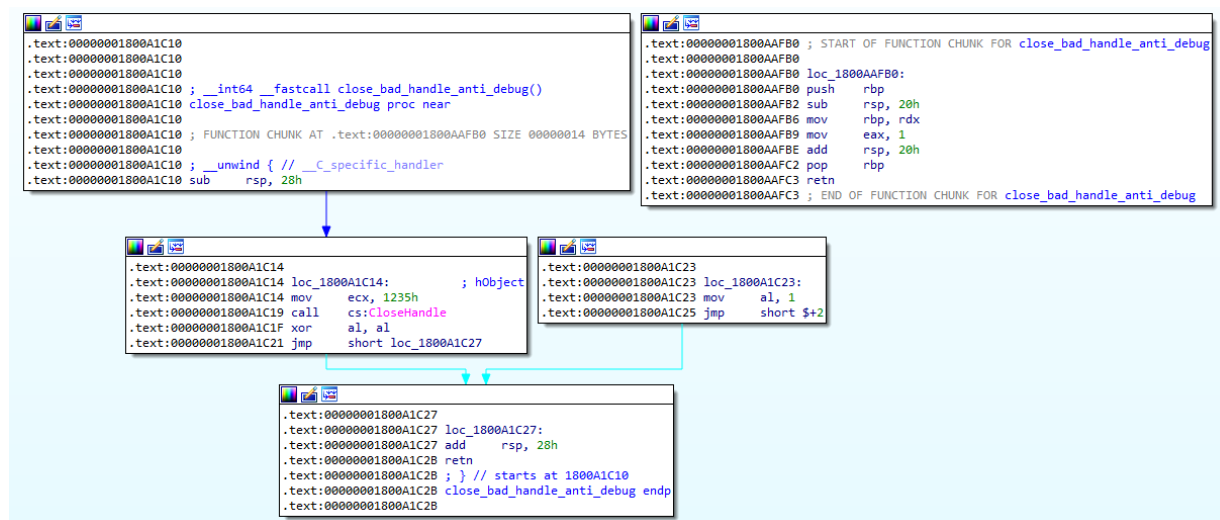 .text:00000001800A1C10
.text:00000001800A1C10
.text:00000001800A1C10
.text:00000001800A1C10 ; __int64 __fastcall close_bad_handle_anti_debug()
.text:00000001800A1C10 close_bad_handle_anti_debug proc near
.text:00000001800A1C10
.text:00000001800A1C10 ; FUNCTION CHUNK AT .text:00000001800AAFB0 SIZE 00000014 BYTES
.text:00000001800A1C10
.text:00000001800A1C10 ; __unwind { // __C_specific_handler
.text:00000001800A1C10 sub rsp, 28h
.text:00000001800AAFB0 ; START OF FUNCTION CHUNK FOR close_bad_handle_anti_debug
.text:00000001800AAFB0
.text:00000001800AAFB0 loc_1800AAFB0:
.text:00000001800AAFB0 push rbp
.text:00000001800AAFB2 sub rsp, 20h
.text:00000001800AAFB6 mov rbp, rdx
.text:00000001800AAFB9 mov eax, 1
.text:00000001800AAFBE add rsp, 20h
.text:00000001800AAFC2 pop rbp
.text:00000001800AAFC3 retn
.text:00000001800AAFC3 ; END OF FUNCTION CHUNK FOR close_bad_handle_anti_debug
.text:00000001800A1C14
.text:00000001800A1C14 loc_1800A1C14: ; hObject
.text:00000001800A1C14 mov ecx, 1235h
.text:00000001800A1C19 call cs:CloseHandle
.text:00000001800A1C1F xor al, al
.text:00000001800A1C21 jmp short loc_1800A1C27
.text:00000001800A1C23
.text:00000001800A1C23 loc_1800A1C23:
.text:00000001800A1C23 mov al, 1
.text:00000001800A1C25 jmp short $+2
.text:00000001800A1C27
.text:00000001800A1C27 loc_1800A1C27:
.text:00000001800A1C27 add rsp, 28h
.text:00000001800A1C2B retn
.text:00000001800A1C2B ; } // starts at 1800A1C10
.text:00000001800A1C2B close_bad_handle_anti_debug endp
.text:00000001800A1C2B